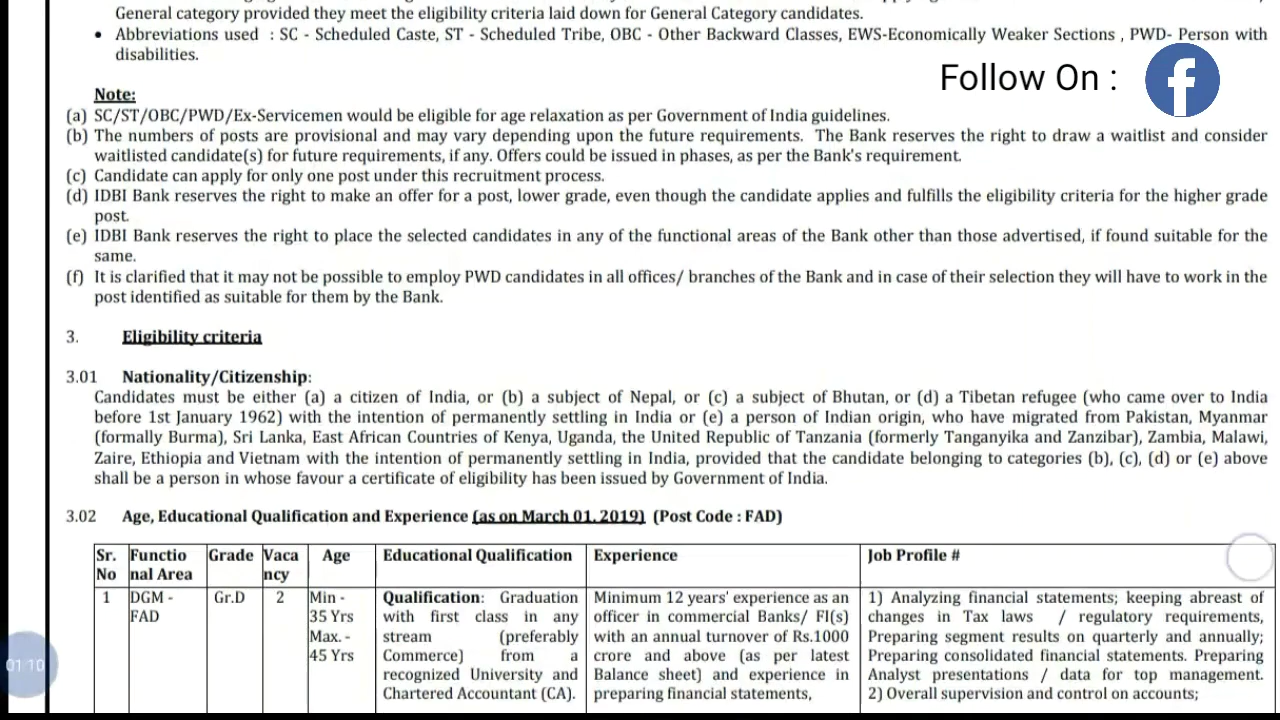 General category provided they meet the eligibility criteria laid down for General Category candidates.
• Abbreviations used : SC - Scheduled Caste, ST - Scheduled Tribe, OBC - Other Backward Classes, EWS-Economically Weaker Sections , PWD- Person with
disabilities.
Follow On :
Note:
(a) SC/ST/OBC/PWD/Ex-Servicemen would be eligible for age relaxation as per Government of India guidelines.
(b) The numbers of posts are provisional and may vary depending upon the future requirements. The Bank reserves the right to draw a waitlist and consider
waitlisted candidate(s) for future requirements, if any. Offers could be issued in phases, as per the Bank's requirement.
(c) Candidate can apply for only one post under this recruitment process.
(d) IDBI Bank reserves the right to make an offer for a post, lower grade, even though the candidate applies and fulfills the eligibility criteria for the higher grade
post.
(e) IDBI Bank reserves the right to place the selected candidates in any of the functional areas of the Bank other than those advertised, if found suitable for the
same.
(f) It is clarified that it may not be possible to employ PWD candidates in all offices/ branches of the Bank and in case of their selection they will have to work in the
post identified as suitable for them by the Bank.
3. Eligibility criteria
3.01 Nationality/Citizenship:
Candidates must be either (a) a citizen of India, or (b) a subject of Nepal, or (c) a subject of Bhutan, or (d) a Tibetan refugee (who came over to India
before 1st January 1962) with the intention of permanently settling in India or (e) a person of Indian origin, who have migrated from Pakistan, Myanmar
(formally Burma), Sri Lanka, East African Countries of Kenya, Uganda, the United Republic of Tanzania (formerly Tanganyika and Zanzibar), Zambia, Malawi,
Zaire, Ethiopia and Vietnam with the intention of permanently settling in India, provided that the candidate belonging to categories (b), (c), (d) or (e) above
shall be a person in whose favour a certificate of eligibility has been issued by Government of India.
3.02 Age, Educational Qualification and Experience (as on March 01, 2019) (Post Code : FAD)
Sr. No Functio nal Area Grade Vaca ncy Age Educational Qualification Experience Job Profile #
1 DGM - Gr.D 2 Min - Qualification: Graduation Minimum 12 years' experience as an 1) Analyzing financial statements; keeping abreast of
FAD 35 Yrs with first class in any officer in commercial Banks/ FI(s) changes in Tax laws / regulatory requirements,
Max. - stream (preferably with an annual turnover of Rs.1000 Preparing segment results on quarterly and annually;
01:10 45 Yrs Commerce) from a crore and above (as per latest Preparing consolidated financial statements. Preparing
recognized University and Balance sheet) and experience in Analyst presentations / data for top management.
Chartered Accountant (CA). preparing financial statements, 2) Overall supervision and control on accounts;